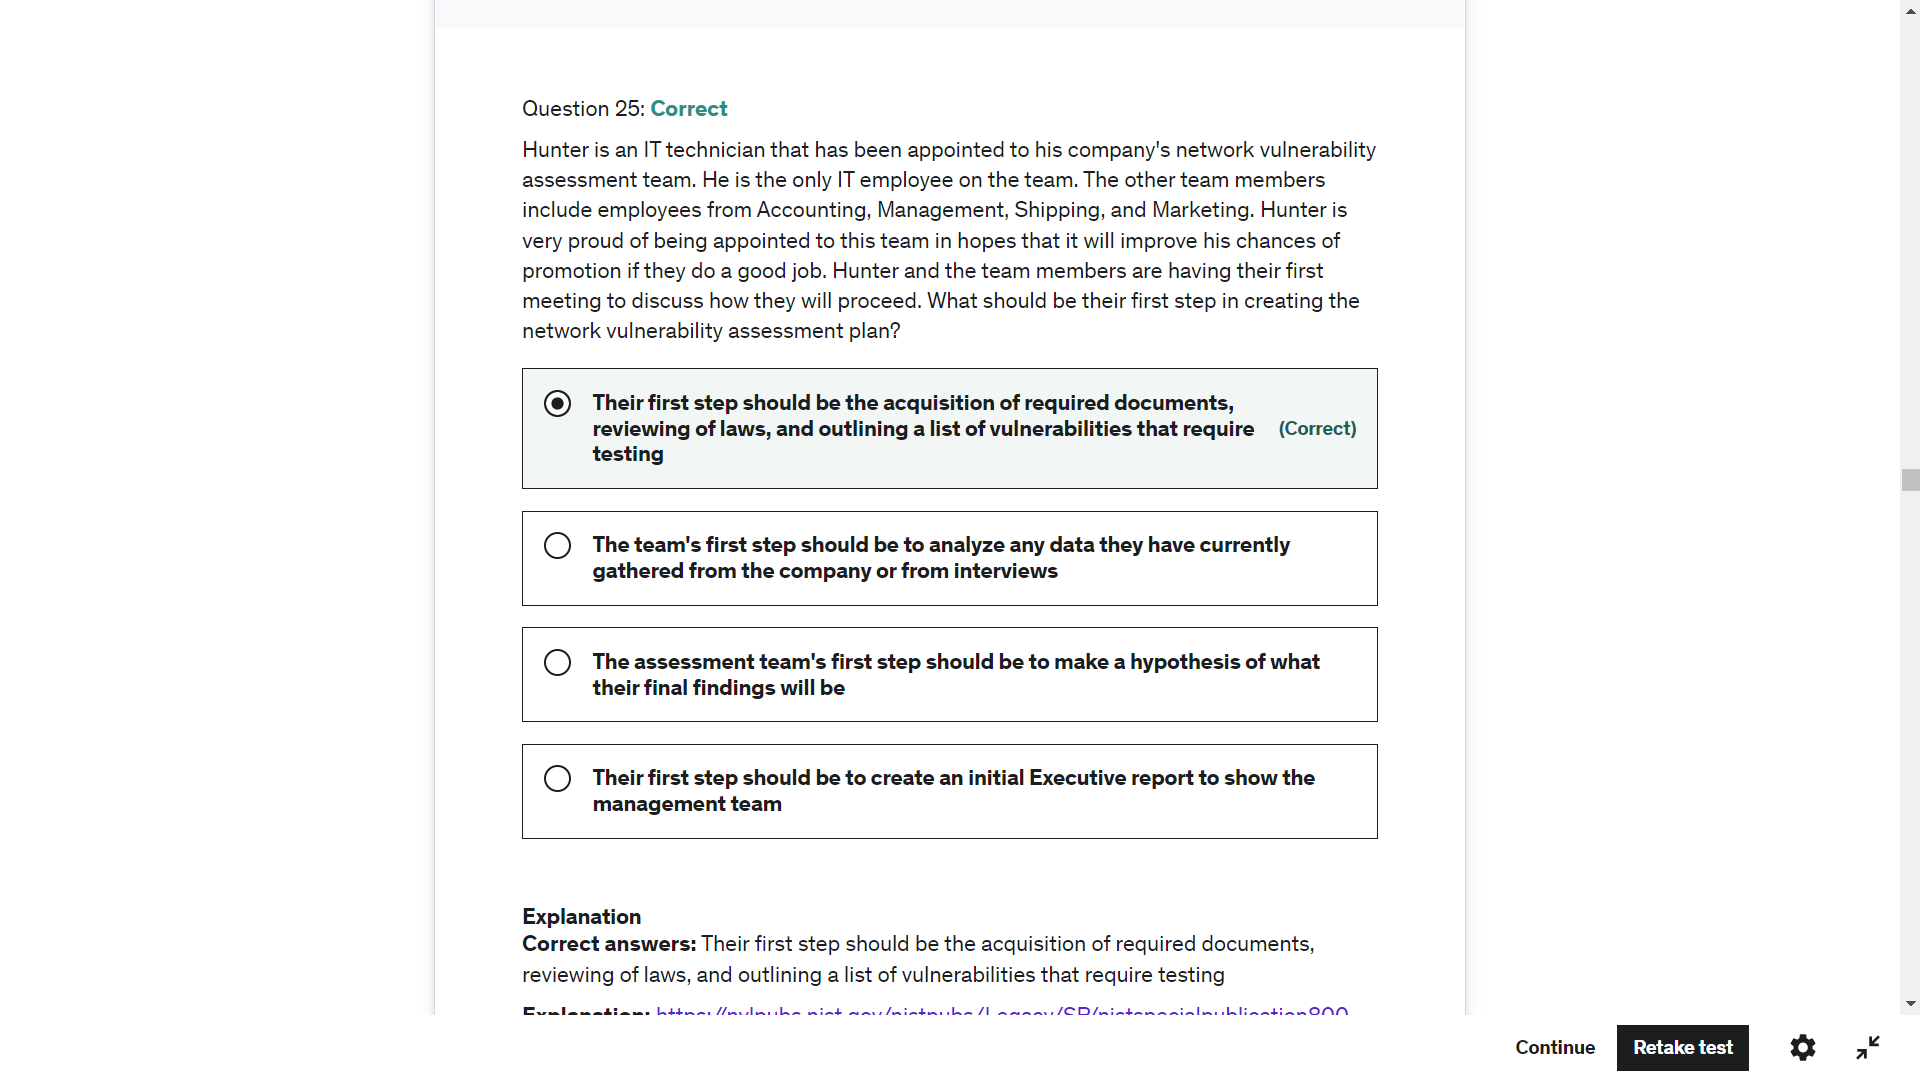 Question 25: Correct
Hunter is an IT technician that has been appointed to his company's network vulnerability
assessment team. He is the only IT employee on the team. The other team members
include employees from Accounting, Management, Shipping, and Marketing. Hunter is
very proud of being appointed to this team in hopes that it will improve his chances of
promotion if they do a good job. Hunter and the team members are having their first
meeting to discuss how they will proceed. What should be their first step in creating the
network vulnerability assessment plan?
Their first step should be the acquisition of required documents,
reviewing of laws, and outlining a list of vulnerabilities that require
testing
(Correct)
The team's first step should be to analyze any data they have currently
gathered from the company or from interviews
The assessment team's first step should be to make a hypothesis of what
their final findings will be
Their first step should be to create an initial Executive report to show the
management team
Explanation
Correct answers: Their first step should be the acquisition of required documents,
reviewing of laws, and outlining a list of vulnerabilities that require testing
Explanation: https://nvlpubs.nist.gov/nistpubs/Legacy/SP/nistspecialpublication800
Continue
Retake test